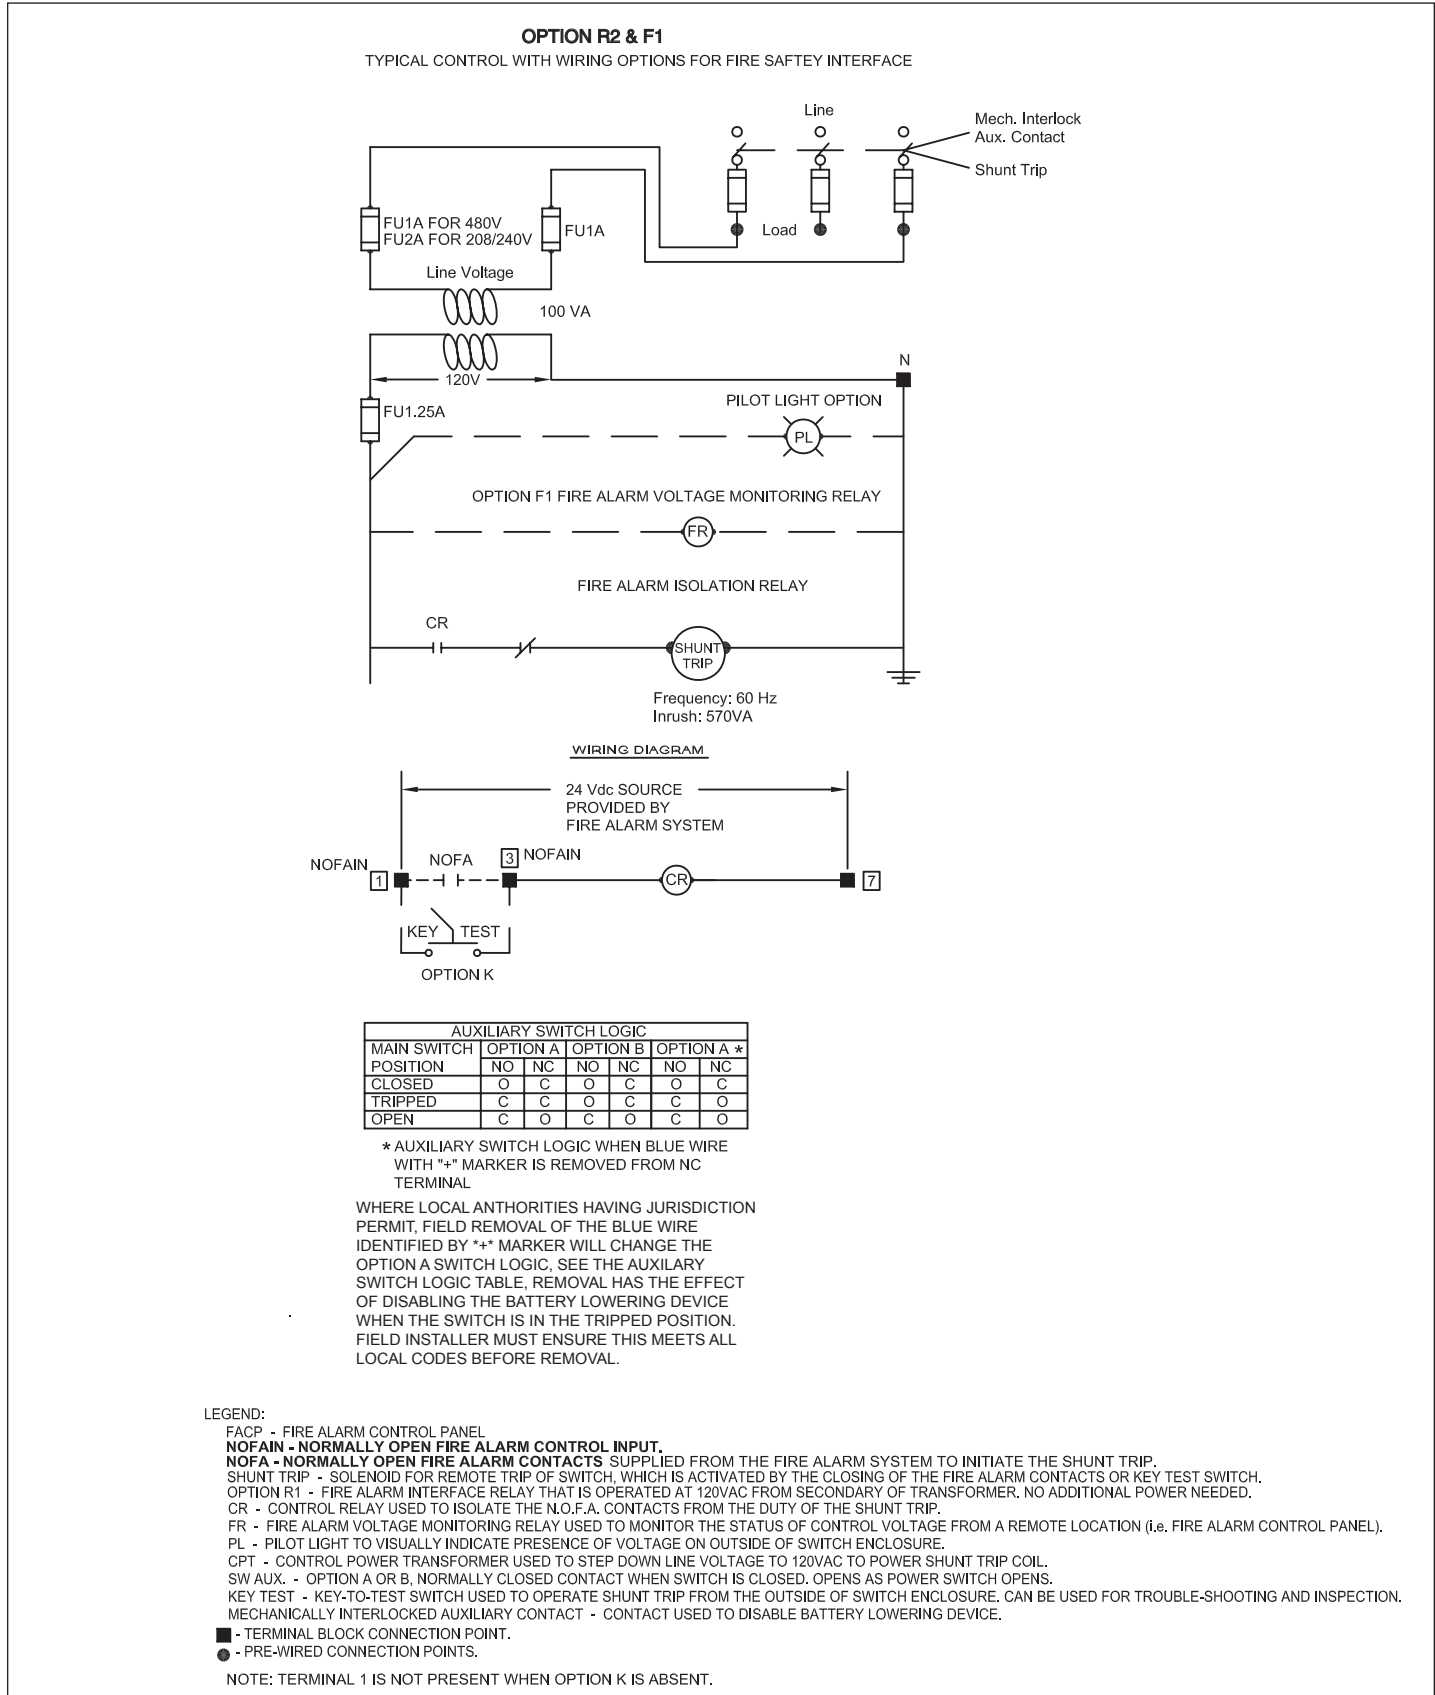 OPTION R2 & F1
TYPICAL CONTROL WITH WIRING OPTIONS FOR FIRE SAFTEY INTERFACE
Line
Mech. Interlock
Aux. Contact
Shunt Trip
FU1A FOR 480V
FU2A FOR 208/240V
FU1A
Load
Line Voltage
100 VA
N
120V
PILOT LIGHT OPTION
FU1.25A
PL
OPTION F1 FIRE ALARM VOLTAGE MONITORING RELAY
FR
FIRE ALARM ISOLATION RELAY
CR
SHUNT
TRIP
Frequency: 60 Hz
Inrush: 570VA
WIRING DIAGRAM
24 Vdc SOURCE
PROVIDED BY
FIRE ALARM SYSTEM
NOFAIN
1
NOFA
3
NOFAIN
CR
7
KEY TEST
OPTION K
AUXILIARY SWITCH LOGIC
MAIN SWITCH OPTION A OPTION B OPTION A *
POSITION NO NC NO NC NO NC
CLOSED O C O C O C
TRIPPED C C O C C O
OPEN C O C O C O
* AUXILIARY SWITCH LOGIC WHEN BLUE WIRE
WITH "+" MARKER IS REMOVED FROM NC
TERMINAL
WHERE LOCAL ANTHORITIES HAVING JURISDICTION
PERMIT, FIELD REMOVAL OF THE BLUE WIRE
IDENTIFIED BY *+* MARKER WILL CHANGE THE
OPTION A SWITCH LOGIC, SEE THE AUXILARY
SWITCH LOGIC TABLE, REMOVAL HAS THE EFFECT
OF DISABLING THE BATTERY LOWERING DEVICE
WHEN THE SWITCH IS IN THE TRIPPED POSITION.
FIELD INSTALLER MUST ENSURE THIS MEETS ALL
LOCAL CODES BEFORE REMOVAL.
LEGEND:
FACP - FIRE ALARM CONTROL PANEL
NOFAIN - NORMALLY OPEN FIRE ALARM CONTROL INPUT.
NOFA - NORMALLY OPEN FIRE ALARM CONTACTS SUPPLIED FROM THE FIRE ALARM SYSTEM TO INITIATE THE SHUNT TRIP.
SHUNT TRIP - SOLENOID FOR REMOTE TRIP OF SWITCH, WHICH IS ACTIVATED BY THE CLOSING OF THE FIRE ALARM CONTACTS OR KEY TEST SWITCH.
OPTION R1 - FIRE ALARM INTERFACE RELAY THAT IS OPERATED AT 120VAC FROM SECONDARY OF TRANSFORMER. NO ADDITIONAL POWER NEEDED.
CR - CONTROL RELAY USED TO ISOLATE THE N.O.F.A. CONTACTS FROM THE DUTY OF THE SHUNT TRIP.
FR - FIRE ALARM VOLTAGE MONITORING RELAY USED TO MONITOR THE STATUS OF CONTROL VOLTAGE FROM A REMOTE LOCATION (i.e. FIRE ALARM CONTROL PANEL).
PL - PILOT LIGHT TO VISUALLY INDICATE PRESENCE OF VOLTAGE ON OUTSIDE OF SWITCH ENCLOSURE.
CPT - CONTROL POWER TRANSFORMER USED TO STEP DOWN LINE VOLTAGE TO 120VAC TO POWER SHUNT TRIP COIL.
SW AUX. - OPTION A OR B, NORMALLY CLOSED CONTACT WHEN SWITCH IS CLOSED. OPENS AS POWER SWITCH OPENS.
KEY TEST - KEY-TO-TEST SWITCH USED TO OPERATE SHUNT TRIP FROM THE OUTSIDE OF SWITCH ENCLOSURE. CAN BE USED FOR TROUBLE-SHOOTING AND INSPECTION.
MECHANICALLY INTERLOCKED AUXILIARY CONTACT - CONTACT USED TO DISABLE BATTERY LOWERING DEVICE.
- TERMINAL BLOCK CONNECTION POINT.
- PRE-WIRED CONNECTION POINTS.
NOTE: TERMINAL 1 IS NOT PRESENT WHEN OPTION K IS ABSENT.